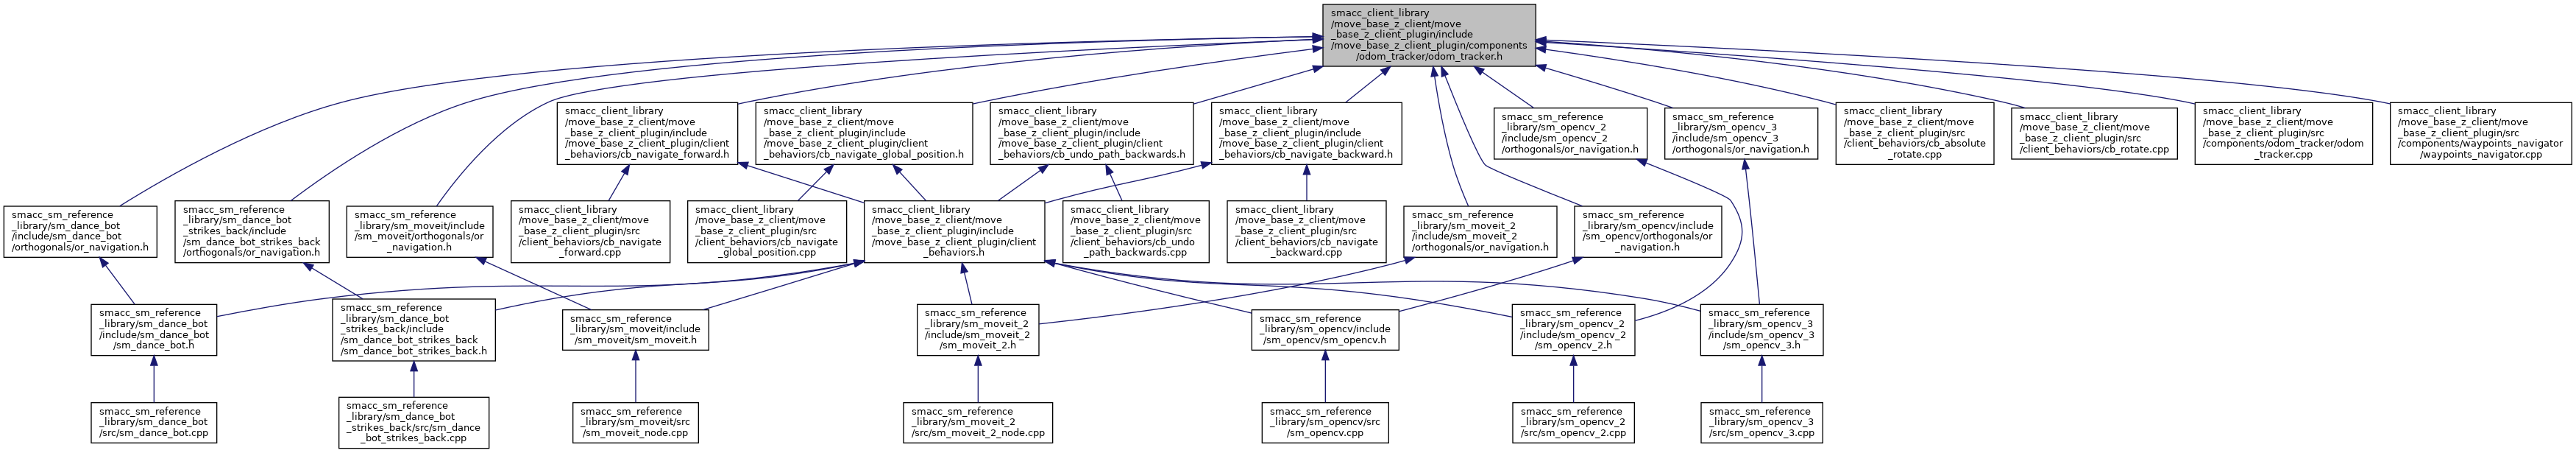 smacc_client_library
/move_base_z_client/move
_base_z_client_plugin/include
/move_base_z_client_plugin/components
/odom_tracker/odom_tracker.h
smacc_client_library
/move_base_z_client/move
_base_z_client_plugin/include
/move_base_z_client_plugin/client
_behaviors/cb_navigate_forward.h
smacc_client_library
/move_base_z_client/move
_base_z_client_plugin/include
/move_base_z_client_plugin/client
_behaviors/cb_navigate_global_position.h
smacc_client_library
/move_base_z_client/move
_base_z_client_plugin/include
/move_base_z_client_plugin/client
_behaviors/cb_undo_path_backwards.h
smacc_client_library
/move_base_z_client/move
_base_z_client_plugin/include
/move_base_z_client_plugin/client
_behaviors/cb_navigate_backward.h
smacc_sm_reference
_library/sm_opencv_2
/include/sm_opencv_2
/orthogonals/or_navigation.h
smacc_sm_reference
_library/sm_opencv_3
/include/sm_opencv_3
/orthogonals/or_navigation.h
smacc_client_library
/move_base_z_client/move
_base_z_client_plugin/src
/client_behaviors/cb_absolute
_rotate.cpp
smacc_client_library
/move_base_z_client/move
_base_z_client_plugin/src
/client_behaviors/cb_rotate.cpp
smacc_client_library
/move_base_z_client/move
_base_z_client_plugin/src
/components/odom_tracker/odom
_tracker.cpp
smacc_client_library
/move_base_z_client/move
_base_z_client_plugin/src
/components/waypoints_navigator
/waypoints_navigator.cpp
smacc_sm_reference
_library/sm_dance_bot
/include/sm_dance_bot
/orthogonals/or_navigation.h
smacc_sm_reference
_library/sm_dance_bot
_strikes_back/include
/sm_dance_bot_strikes_back
/orthogonals/or_navigation.h
smacc_sm_reference
_library/sm_moveit/include
/sm_moveit/orthogonals/or
_navigation.h
smacc_client_library
/move_base_z_client/move
_base_z_client_plugin/src
/client_behaviors/cb_navigate
_forward.cpp
smacc_client_library
/move_base_z_client/move
_base_z_client_plugin/src
/client_behaviors/cb_navigate
_global_position.cpp
smacc_client_library
/move_base_z_client/move
_base_z_client_plugin/include
/move_base_z_client_plugin/client
_behaviors.h
smacc_client_library
/move_base_z_client/move
_base_z_client_plugin/src
/client_behaviors/cb_undo
_path_backwards.cpp
smacc_client_library
/move_base_z_client/move
_base_z_client_plugin/src
/client_behaviors/cb_navigate
_backward.cpp
smacc_sm_reference
_library/sm_moveit_2
/include/sm_moveit_2
/orthogonals/or_navigation.h
smacc_sm_reference
_library/sm_opencv/include
/sm_opencv/orthogonals/or
_navigation.h
smacc_sm_reference
_library/sm_dance_bot
/include/sm_dance_bot
/sm_dance_bot.h
smacc_sm_reference
_library/sm_dance_bot
_strikes_back/include
/sm_dance_bot_strikes_back
/sm_dance_bot_strikes_back.h
smacc_sm_reference
_library/sm_moveit/include
/sm_moveit/sm_moveit.h
smacc_sm_reference
_library/sm_moveit_2
/include/sm_moveit_2
/sm_moveit_2.h
smacc_sm_reference
_library/sm_opencv/include
/sm_opencv/sm_opencv.h
smacc_sm_reference
_library/sm_opencv_2
/include/sm_opencv_2
/sm_opencv_2.h
smacc_sm_reference
_library/sm_opencv_3
/include/sm_opencv_3
/sm_opencv_3.h
smacc_sm_reference
_library/sm_dance_bot
/src/sm_dance_bot.cpp
smacc_sm_reference
_library/sm_dance_bot
_strikes_back/src/sm_dance
_bot_strikes_back.cpp
smacc_sm_reference
_library/sm_moveit/src
/sm_moveit_node.cpp
smacc_sm_reference
_library/sm_moveit_2
/src/sm_moveit_2_node.cpp
smacc_sm_reference
_library/sm_opencv/src
/sm_opencv.cpp
smacc_sm_reference
_library/sm_opencv_2
/src/sm_opencv_2.cpp
smacc_sm_reference
_library/sm_opencv_3
/src/sm_opencv_3.cpp